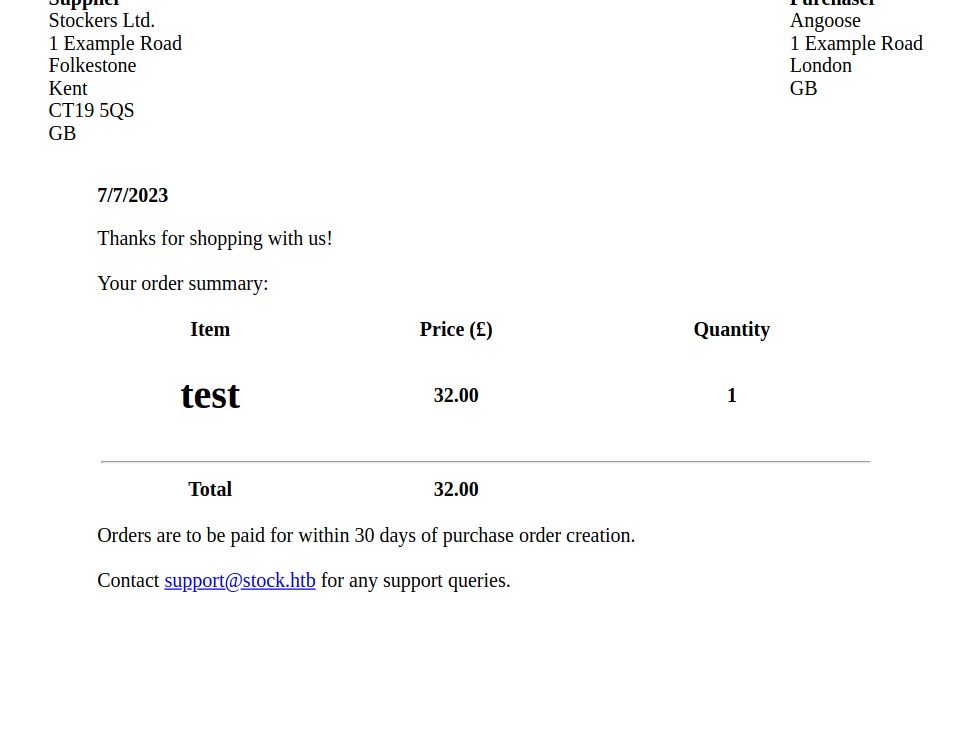 Supplier
Stockers Ltd.
1 Example Road
Folkestone
Kent
CT19 5QS
GB
Purchaser
Angoose
1 Example Road
London
GB
7/7/2023
Thanks for shopping with us!
Your order summary:
Item Price (£) Quantity
test 32.00 1
Total 32.00
Orders are to be paid for within 30 days of purchase order creation.
Contact support@stock.htb for any support queries.